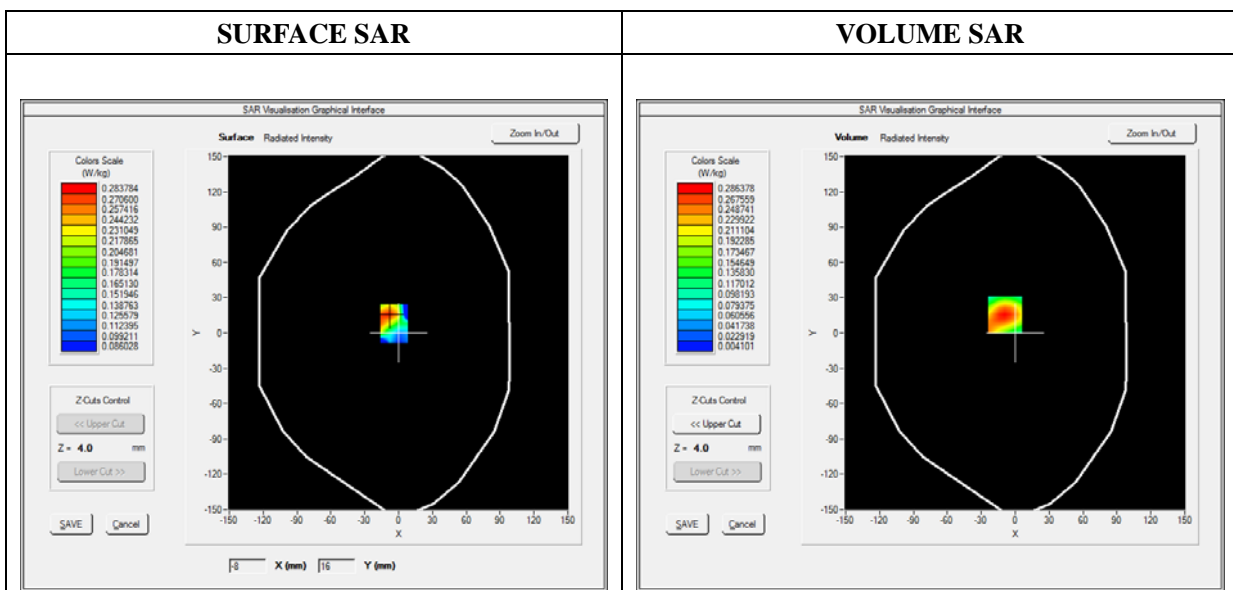 SURFACE SAR
VOLUME SAR
SAR Visualisation Graphical Interface
Surface Radiated Intensity
Zoom In/Out
Colors Scale
(W/kg)
0.283784
0.270600
0.257416
0.244232
0.231049
0.217865
0.204681
0.191497
0.178314
0.165130
0.151946
0.138763
0.125579
0.112395
0.099211
0.086028
Z-Cuts Control
<< Upper Cut
Z = 4.0 mm
Lower Cut >>
SAVE Cancel
150
120
90
60
30
0
-30
-60
-90
-120
-150
Y
-150 -120 -90 -60 -30 0 30 60 90 120 150
X
-8 X (mm) 16 Y (mm)
SAR Visualisation Graphical Interface
Volume Radiated Intensity
Zoom In/Out
Colors Scale
(W/kg)
0.286378
0.267559
0.248741
0.229922
0.211104
0.192285
0.173467
0.154649
0.135830
0.117012
0.098193
0.079375
0.060556
0.041738
0.022919
0.004101
Z-Cuts Control
<< Upper Cut
Z = 4.0 mm
Lower Cut >>
SAVE Cancel
150
120
90
60
30
0
-30
-60
-90
-120
-150
Y
-150 -120 -90 -60 -30 0 30 60 90 120 150
X